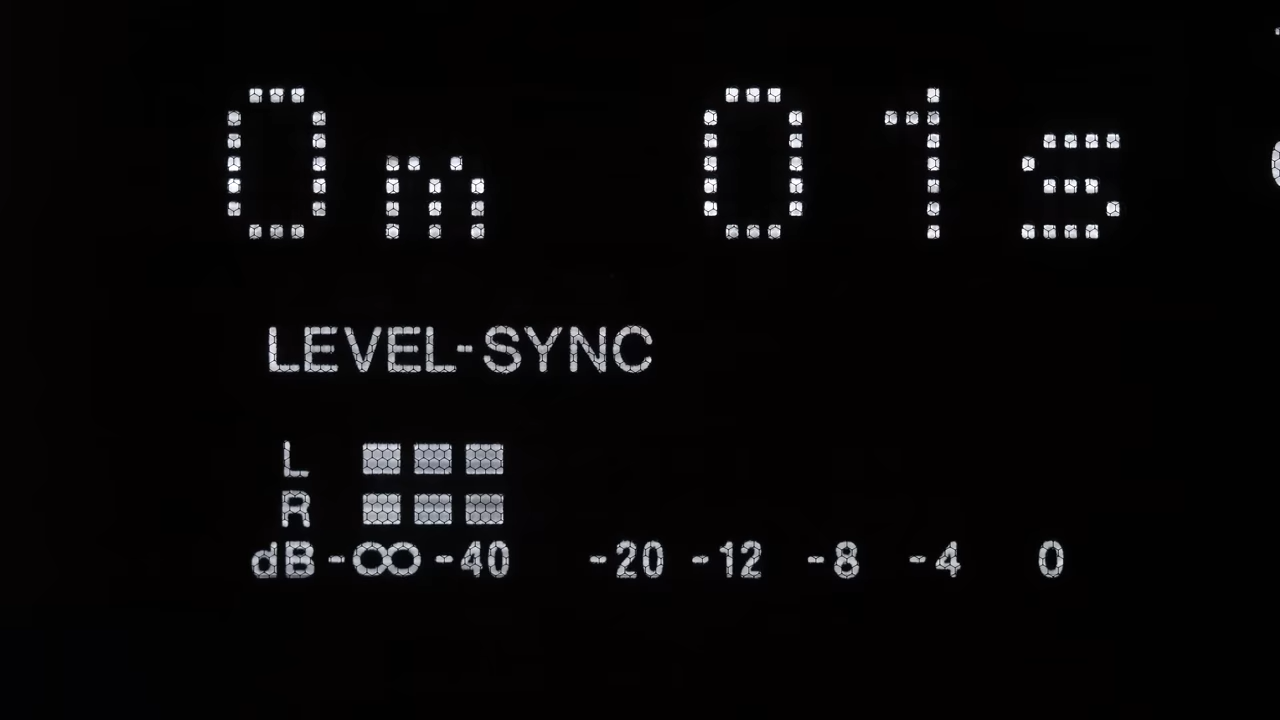 0m 01s
LEVEL-SYNC
L
R
dB -∞ -40 -20 -12 -8 -4 0